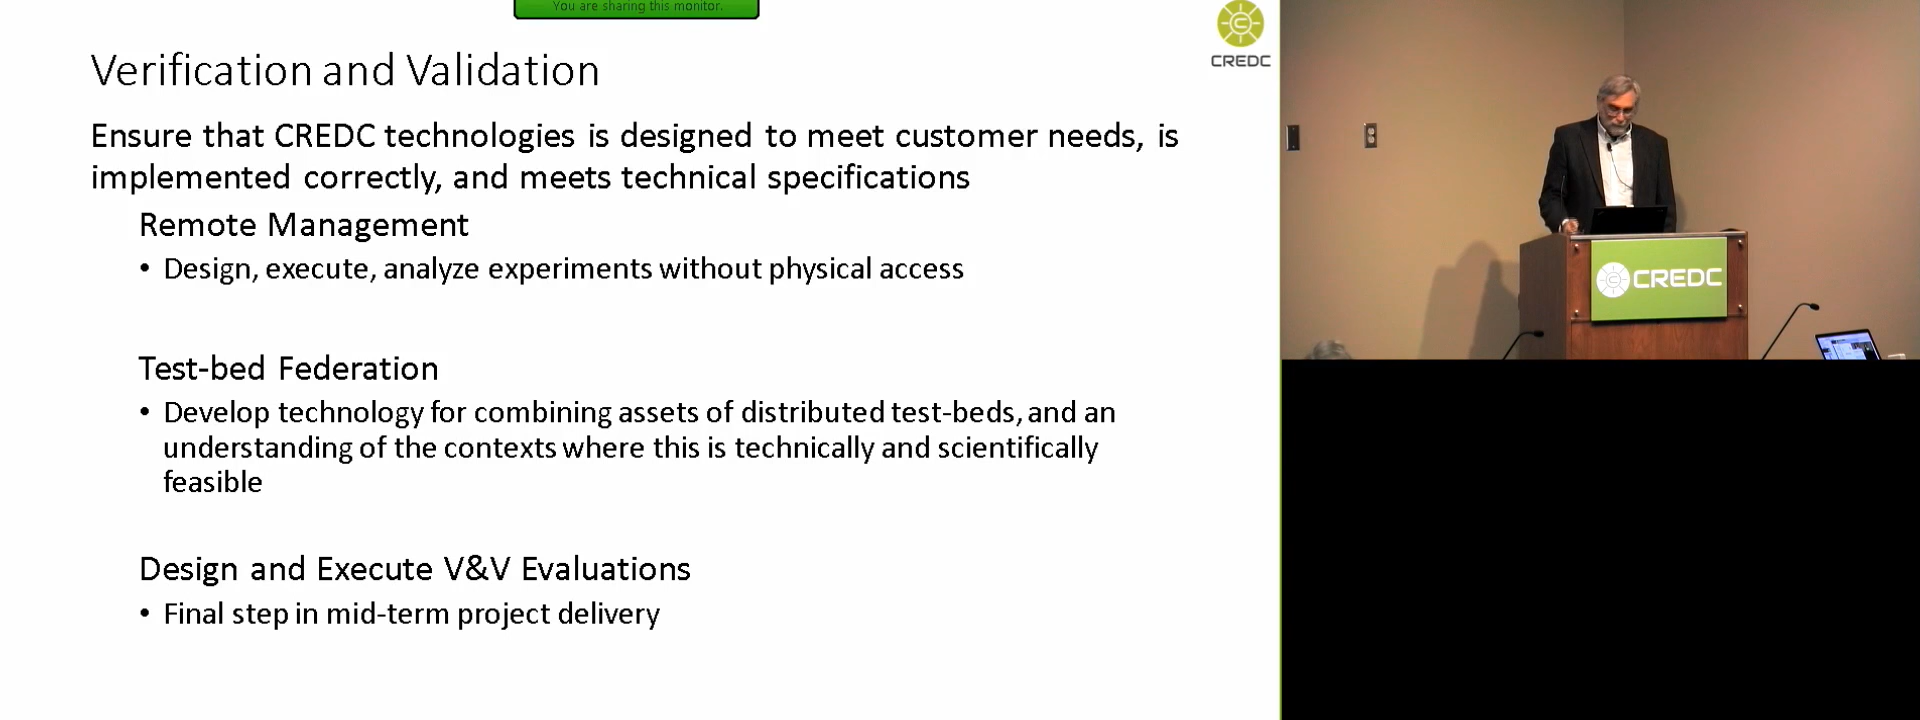 You are sharing this monitor.
CREDC
Verification and Validation
Ensure that CREDC technologies is designed to meet customer needs, is
implemented correctly, and meets technical specifications
Remote Management
• Design, execute, analyze experiments without physical access
Test-bed Federation
• Develop technology for combining assets of distributed test-beds, and an
understanding of the contexts where this is technically and scientifically
feasible
Design and Execute V&V Evaluations
• Final step in mid-term project delivery
CREDC